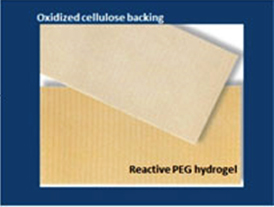 Oxidized cellulose backing
Reactive PEG hydrogel